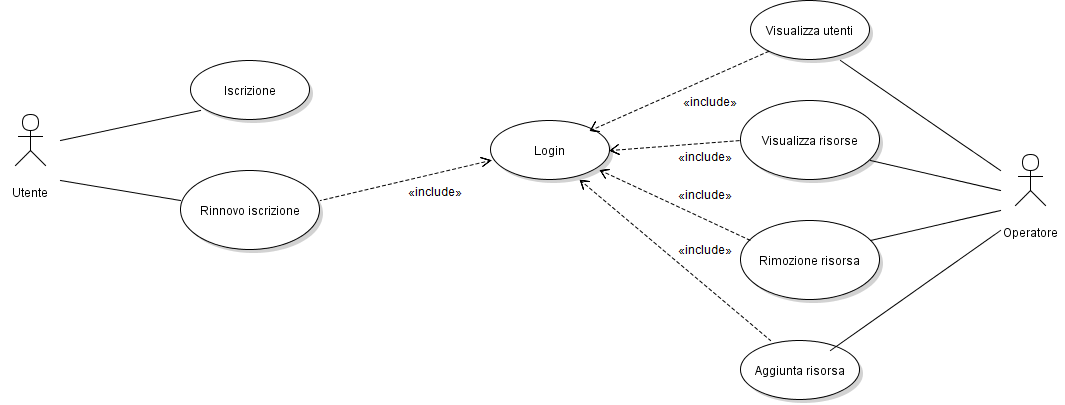 Visualizza utenti
Iscrizione
«include»
Visualizza risorse
Login
«include»
Utente
«include»
Rinnovo iscrizione
«include»
Operatore
«include»
Rimozione risorsa
Aggiunta risorsa